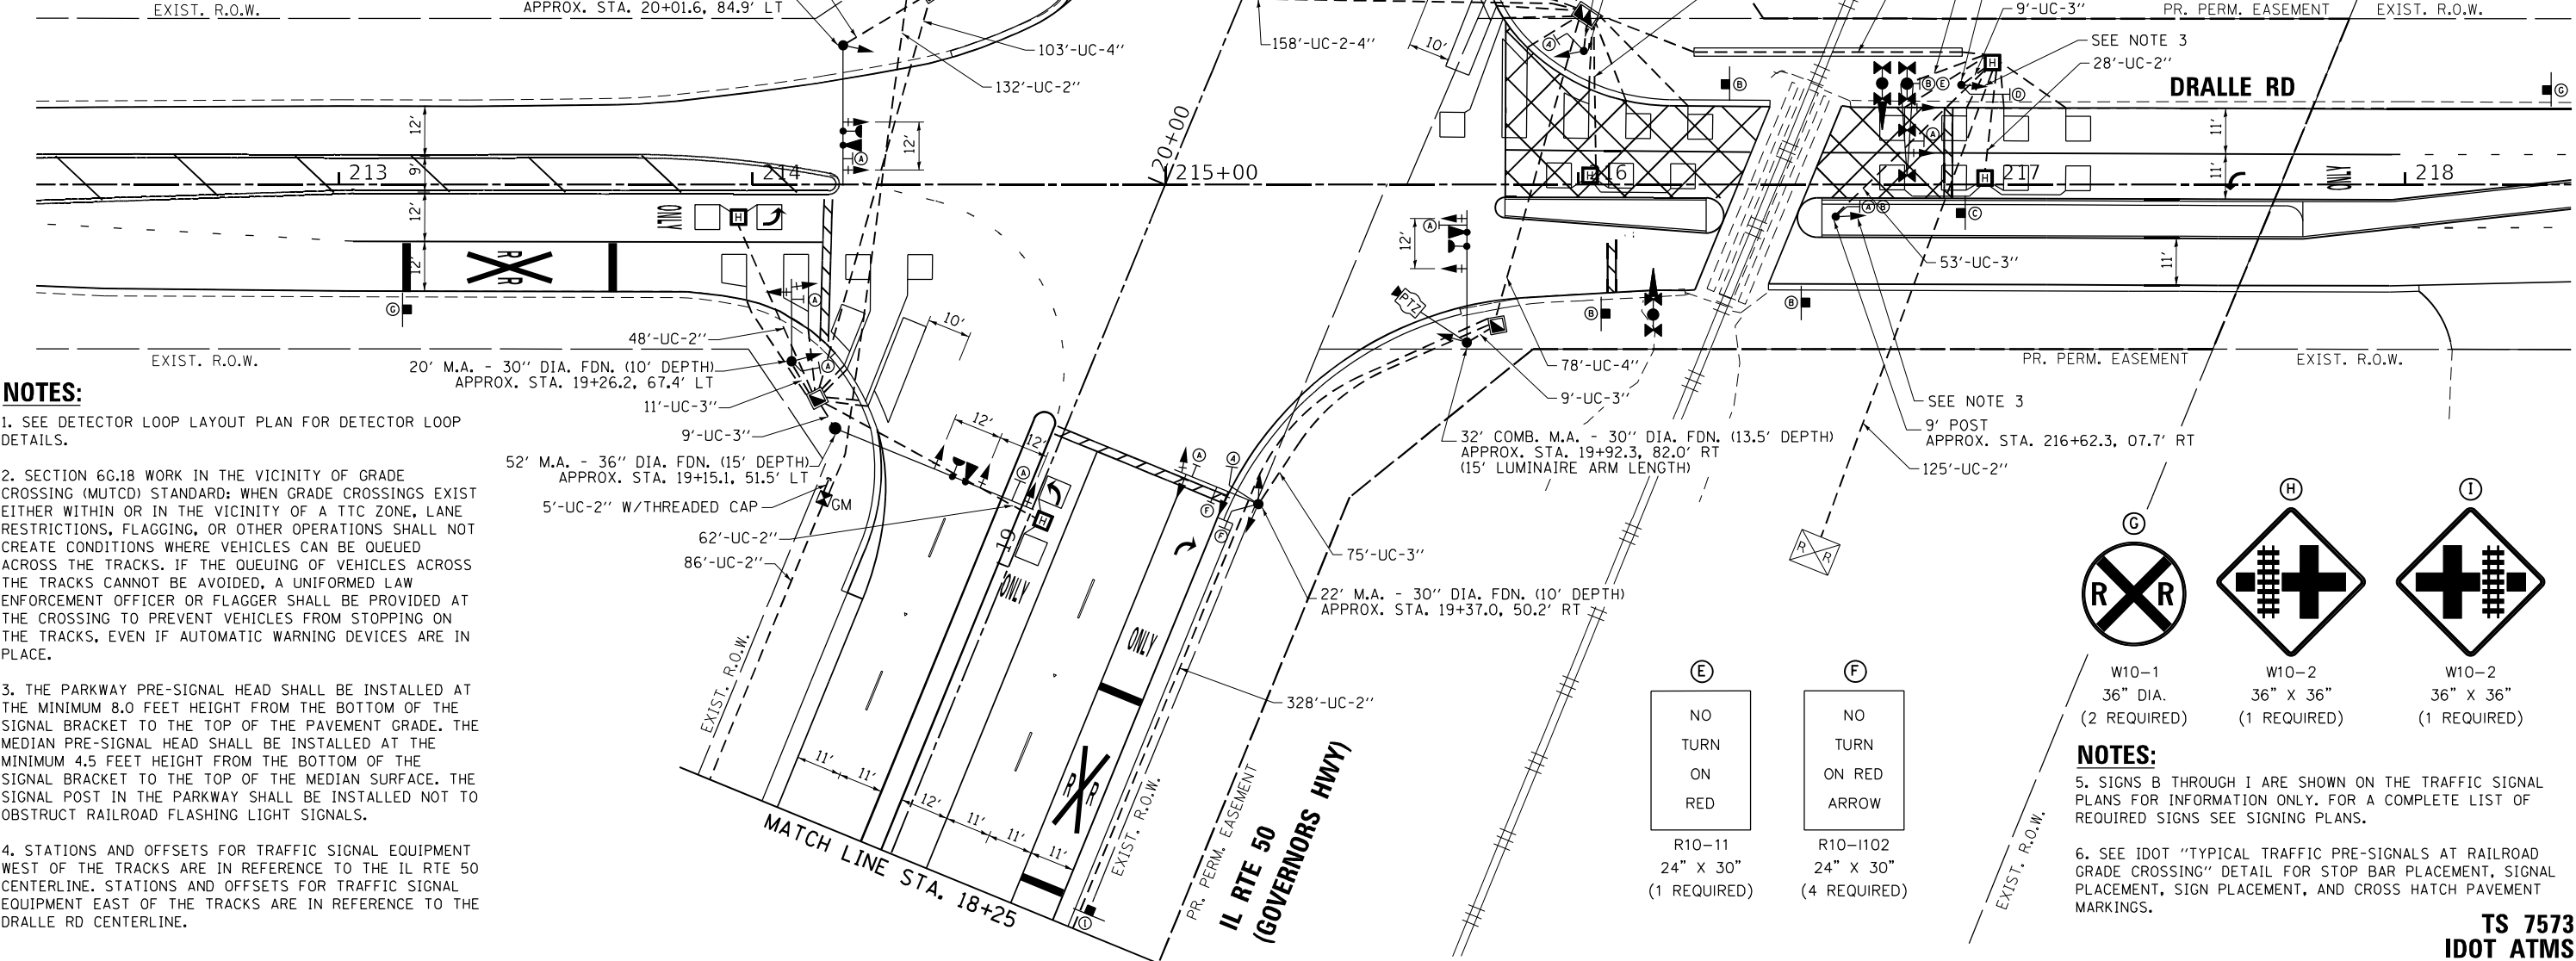 EXIST. R.O.W.
APPROX. STA. 20+01.6, 84.9' LT
103'-UC-4"
132'-UC-2"
158'-UC-2-4"
10'
4
B
9'-UC-3"
PR. PERM. EASEMENT
EXIST. R.O.W.
SEE NOTE 3
28'-UC-2"
DRALLE RD
G
B E
D
A
12'
9'
12'
12'
12'
A
213
214
20+00
215+00
16
217
218
11'
11'
11'
ONLY
ONLY
H
H
H
H
R R
G
A
A
12'
A
PTZ
B
B
A B
C
53'-UC-3"
EXIST. R.O.W.
48'-UC-2"
10'
20' M.A. - 30" DIA. FDN. (10' DEPTH)
APPROX. STA. 19+26.2, 67.4' LT
11'-UC-3"
9'-UC-3"
52' M.A. - 36" DIA. FDN. (15' DEPTH)
APPROX. STA. 19+15.1, 51.5' LT
5'-UC-2" W/THREADED CAP
GM
62'-UC-2"
86'-UC-2"
12'
12'
A
H
19
ONLY
ONLY
A
4
F
F
78'-UC-4"
9'-UC-3"
32' COMB. M.A. - 30" DIA. FDN. (13.5' DEPTH)
APPROX. STA. 19+92.3, 82.0' RT
(15' LUMINAIRE ARM LENGTH)
75'-UC-3"
22' M.A. - 30" DIA. FDN. (10' DEPTH)
APPROX. STA. 19+37.0, 50.2' RT
328'-UC-2"
PR. PERM. EASEMENT
EXIST. R.O.W.
SEE NOTE 3
9' POST
APPROX. STA. 216+62.3, 07.7' RT
125'-UC-2"
R R
EXIST. R.O.W.
11'
11'
12'
11'
11'
11'
R R
I
MATCH LINE STA. 18+25
EXIST. R.O.W.
PR. PERM. EASEMENT
IL RTE 50
(GOVERNORS HWY)
EXIST. R.O.W.
NOTES:
1. SEE DETECTOR LOOP LAYOUT PLAN FOR DETECTOR LOOP
DETAILS.
2. SECTION 6G.18 WORK IN THE VICINITY OF GRADE
CROSSING (MUTCD) STANDARD: WHEN GRADE CROSSINGS EXIST
EITHER WITHIN OR IN THE VICINITY OF A TTC ZONE, LANE
RESTRICTIONS, FLAGGING, OR OTHER OPERATIONS SHALL NOT
CREATE CONDITIONS WHERE VEHICLES CAN BE QUEUED
ACROSS THE TRACKS. IF THE QUEUING OF VEHICLES ACROSS
THE TRACKS CANNOT BE AVOIDED, A UNIFORMED LAW
ENFORCEMENT OFFICER OR FLAGGER SHALL BE PROVIDED AT
THE CROSSING TO PREVENT VEHICLES FROM STOPPING ON
THE TRACKS, EVEN IF AUTOMATIC WARNING DEVICES ARE IN
PLACE.
3. THE PARKWAY PRE-SIGNAL HEAD SHALL BE INSTALLED AT
THE MINIMUM 8.0 FEET HEIGHT FROM THE BOTTOM OF THE
SIGNAL BRACKET TO THE TOP OF THE PAVEMENT GRADE. THE
MEDIAN PRE-SIGNAL HEAD SHALL BE INSTALLED AT THE
MINIMUM 4.5 FEET HEIGHT FROM THE BOTTOM OF THE
SIGNAL BRACKET TO THE TOP OF THE MEDIAN SURFACE. THE
SIGNAL POST IN THE PARKWAY SHALL BE INSTALLED NOT TO
OBSTRUCT RAILROAD FLASHING LIGHT SIGNALS.
4. STATIONS AND OFFSETS FOR TRAFFIC SIGNAL EQUIPMENT
WEST OF THE TRACKS ARE IN REFERENCE TO THE IL RTE 50
CENTERLINE. STATIONS AND OFFSETS FOR TRAFFIC SIGNAL
EQUIPMENT EAST OF THE TRACKS ARE IN REFERENCE TO THE
DRALLE RD CENTERLINE.
E
NO
TURN
ON
RED
R10-11
24" X 30"
(1 REQUIRED)
F
NO
TURN
ON RED
ARROW
R10-I102
24" X 30"
(4 REQUIRED)
G
R R
W10-1
36" DIA.
(2 REQUIRED)
H
W10-2
36" X 36"
(1 REQUIRED)
I
W10-2
36" X 36"
(1 REQUIRED)
NOTES:
5. SIGNS B THROUGH I ARE SHOWN ON THE TRAFFIC SIGNAL
PLANS FOR INFORMATION ONLY. FOR A COMPLETE LIST OF
REQUIRED SIGNS SEE SIGNING PLANS.
6. SEE IDOT "TYPICAL TRAFFIC PRE-SIGNALS AT RAILROAD
GRADE CROSSING" DETAIL FOR STOP BAR PLACEMENT, SIGNAL
PLACEMENT, SIGN PLACEMENT, AND CROSS HATCH PAVEMENT
MARKINGS.
TS 7573
IDOT ATMS